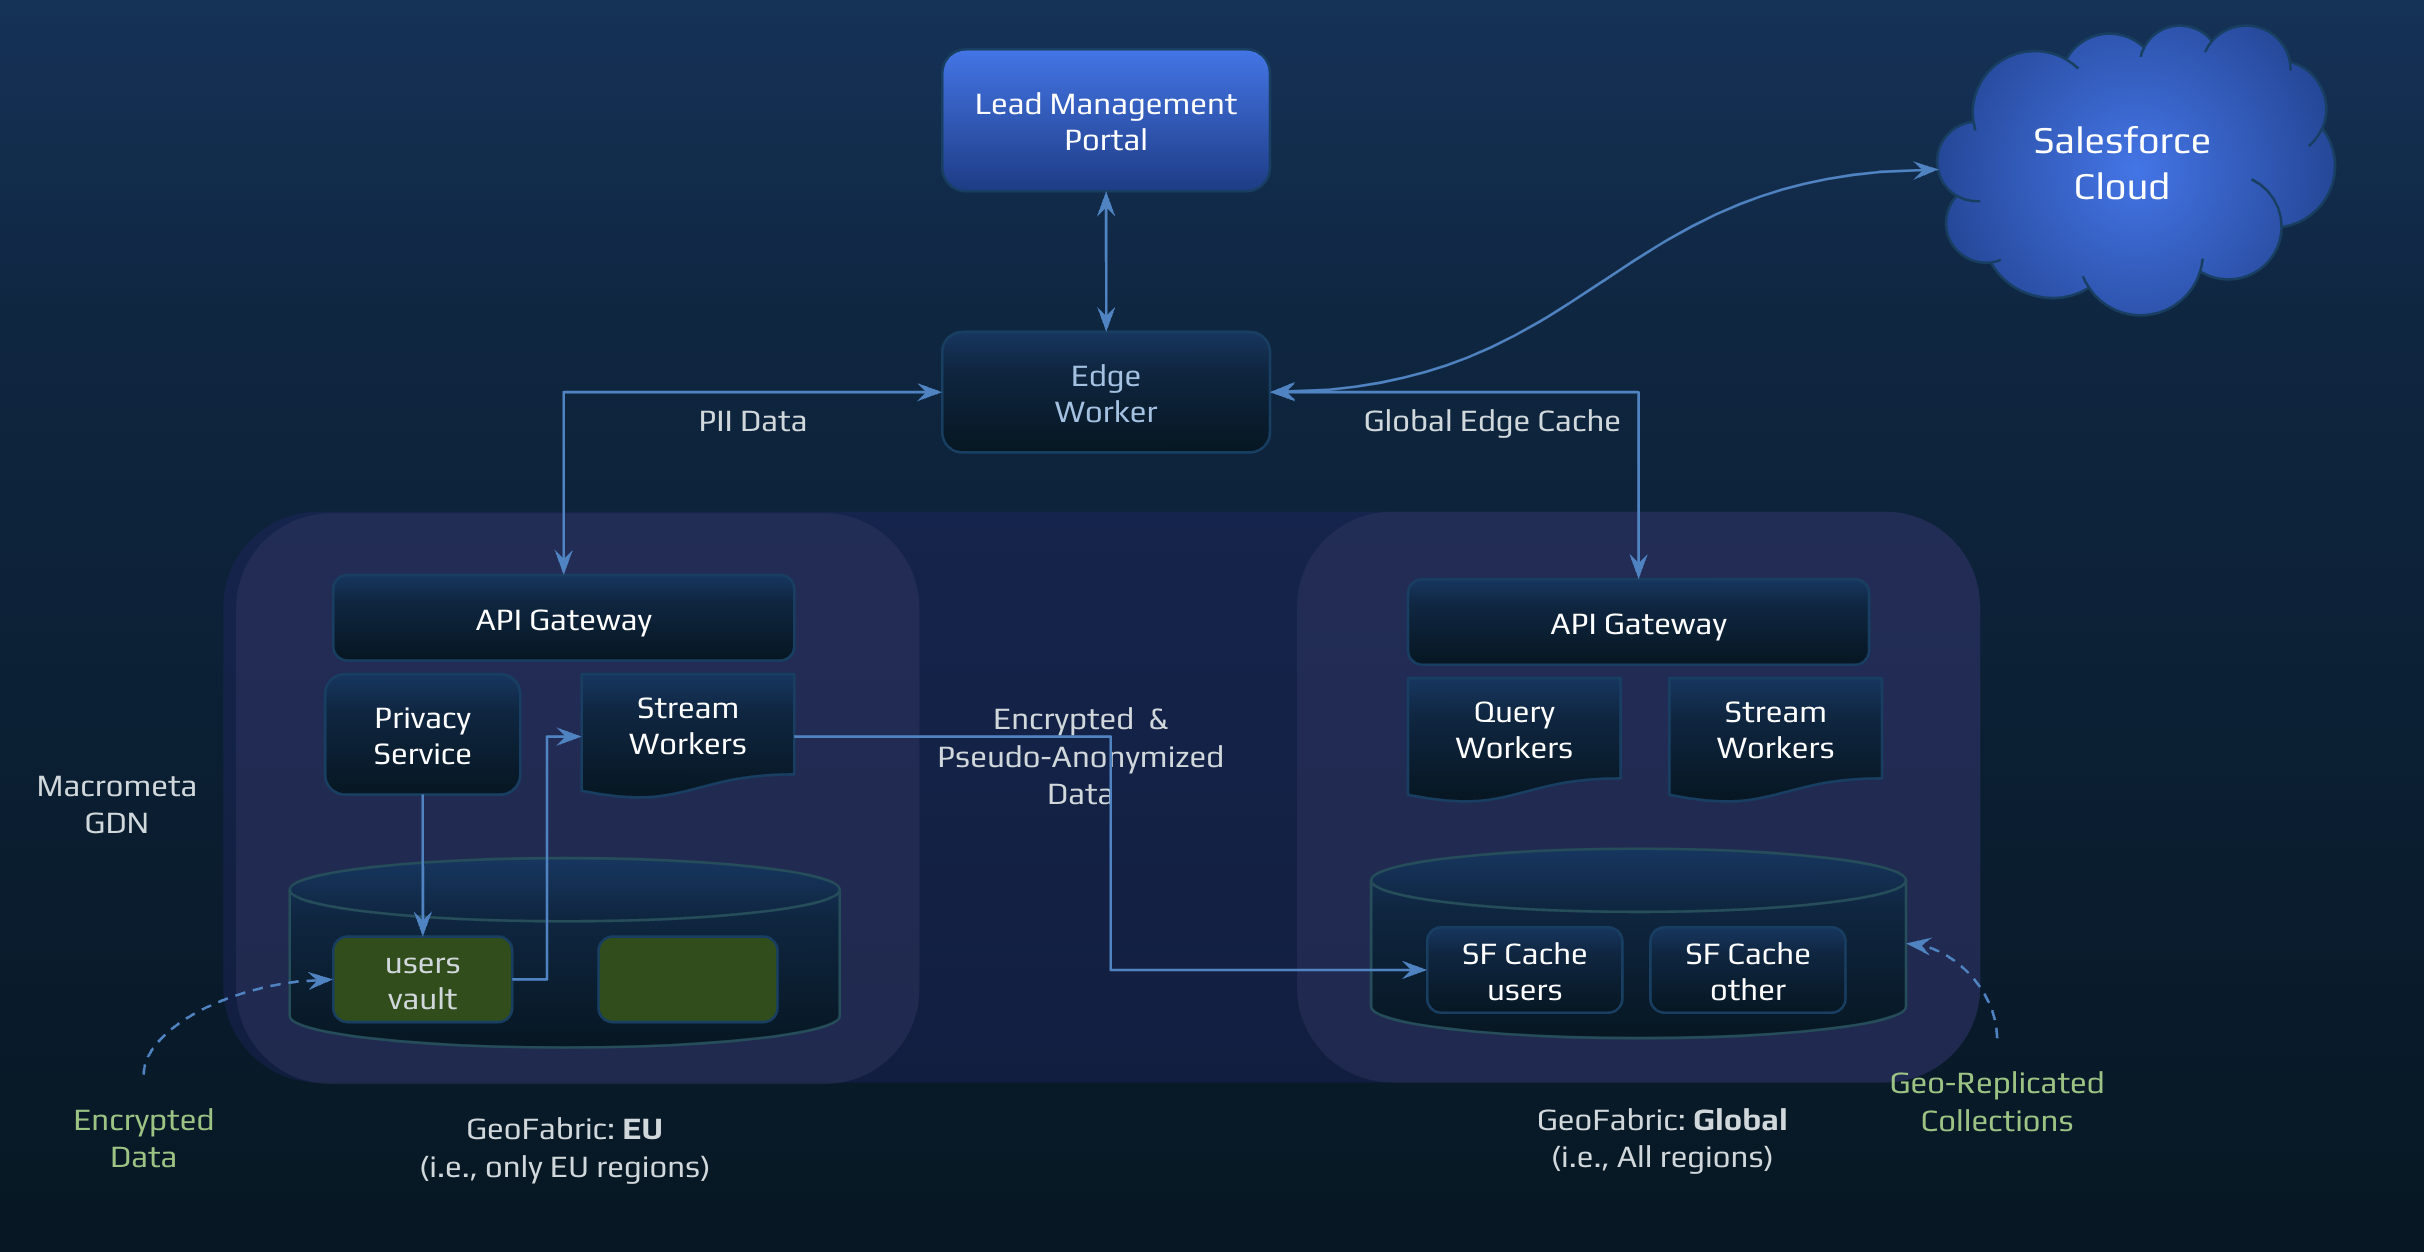 Lead Management
Portal
Salesforce
Cloud
Edge
Worker
PII Data
Global Edge Cache
API Gateway
API Gateway
Privacy
Service
Stream
Workers
Encrypted &
Pseudo-Anonymized
Data
Query
Workers
Stream
Workers
Macrometa
GDN
users
vault
SF Cache
users
SF Cache
other
Encrypted
Data
GeoFabric: EU
(i.e., only EU regions)
GeoFabric: Global
(i.e., All regions)
Geo-Replicated
Collections